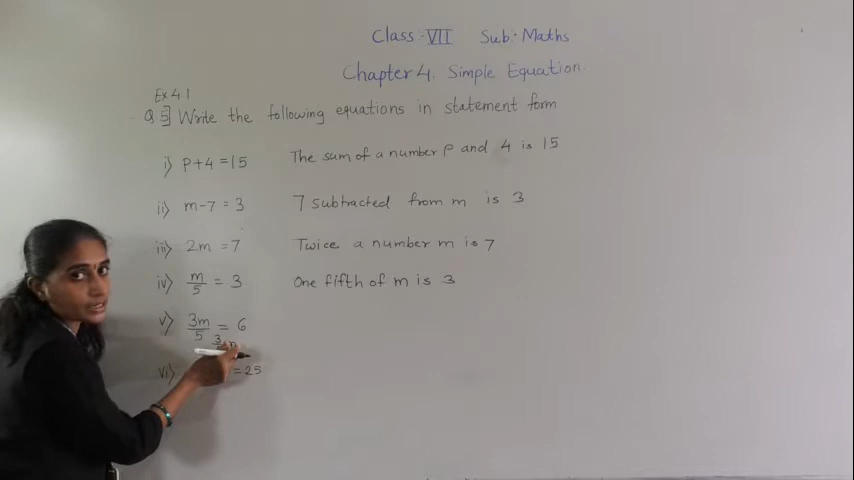 Class - VII Sub. Maths
Chapter 4. Simple Equation.
Ex 4.1
Q 5] Write the following equations in statement form
i) p+4 = 15 The sum of a number p and 4 is 15
ii) m-7 = 3 7 subtracted from m is 3
iii) 2m = 7 Twice a number m is 7
iv) m/5 = 3 One fifth of m is 3
v) 3m/5 = 6
3
vi) = 25